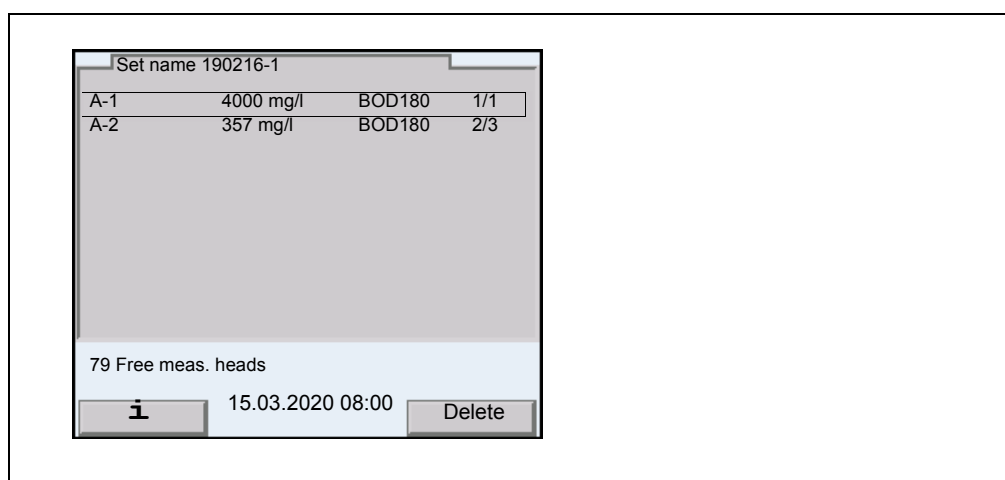 Set name 190216-1
A-1 4000 mg/l BOD180 1/1
A-2 357 mg/l BOD180 2/3
79 Free meas. heads
i 15.03.2020 08:00 Delete